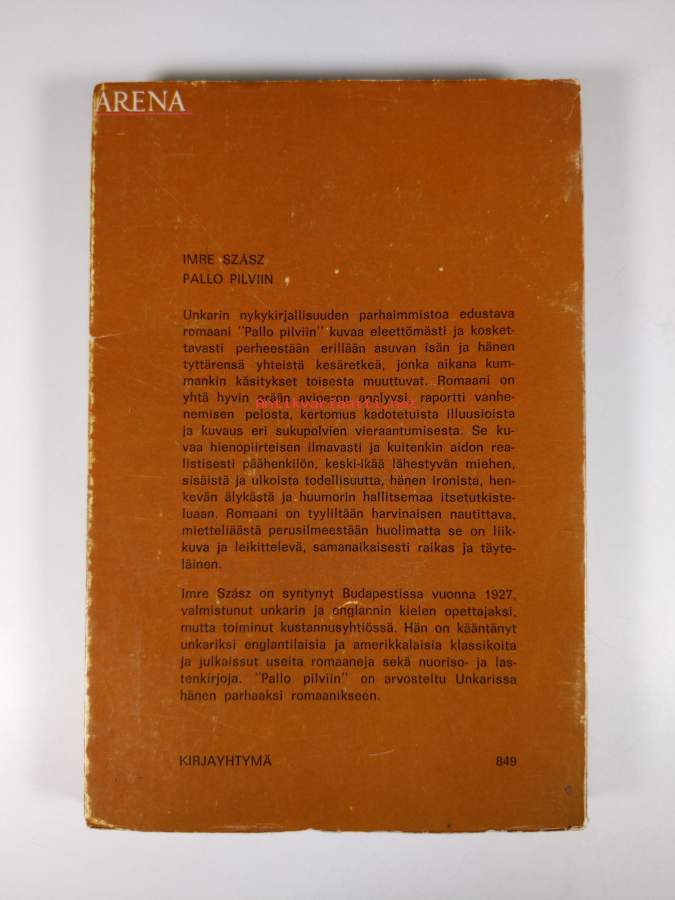 ARENA
IMRE SZÁSZ
PALLO PILVIIN
Unkarin nykykirjallisuuden parhaimmistoa edustava
romaani "Pallo pilviin" kuvaa eleettömästi ja kosket-
tavasti perheestään erillään asuvan isän ja hänen
tyttärensä yhteistä kesäretkeä, jonka aikana kum-
mankin käsitykset toisesta muuttuvat. Romaani on
yhtä hyvin erään avioeron analyysi, raportti vanhe-
antikvariaatti.net
nemisen pelosta, kertomus kadotetuista illuusioista
ja kuvaus eri sukupolvien vieraantumisesta. Se ku-
vaa hienopiirteisen ilmavasti ja kuitenkin aidon rea-
listisesti päähenkilön, keski-ikää lähestyvän miehen,
sisäistä ja ulkoista todellisuutta, hänen ironista, hen-
kevän älykästä ja huumorin hallitsemaa itsetutkiste-
luaan. Romaani on tyyliltään harvinaisen nautittava,
mietteliäästä perusilmeestään huolimatta se on liik-
kuva ja leikittelevä, samanaikaisesti raikas ja täyte-
läinen.
Imre Szász on syntynyt Budapestissa vuonna 1927,
valmistunut unkarin ja englannin kielen opettajaksi,
mutta toiminut kustannusyhtiössä. Hän on kääntänyt
unkariksi englantilaisia ja amerikkalaisia klassikoita
ja julkaissut useita romaaneja sekä nuoriso- ja las-
tenkirjoja. "Pallo pilviin" on arvosteltu Unkarissa
hänen parhaaksi romaanikseen.
KIRJAYHTYMÄ 849